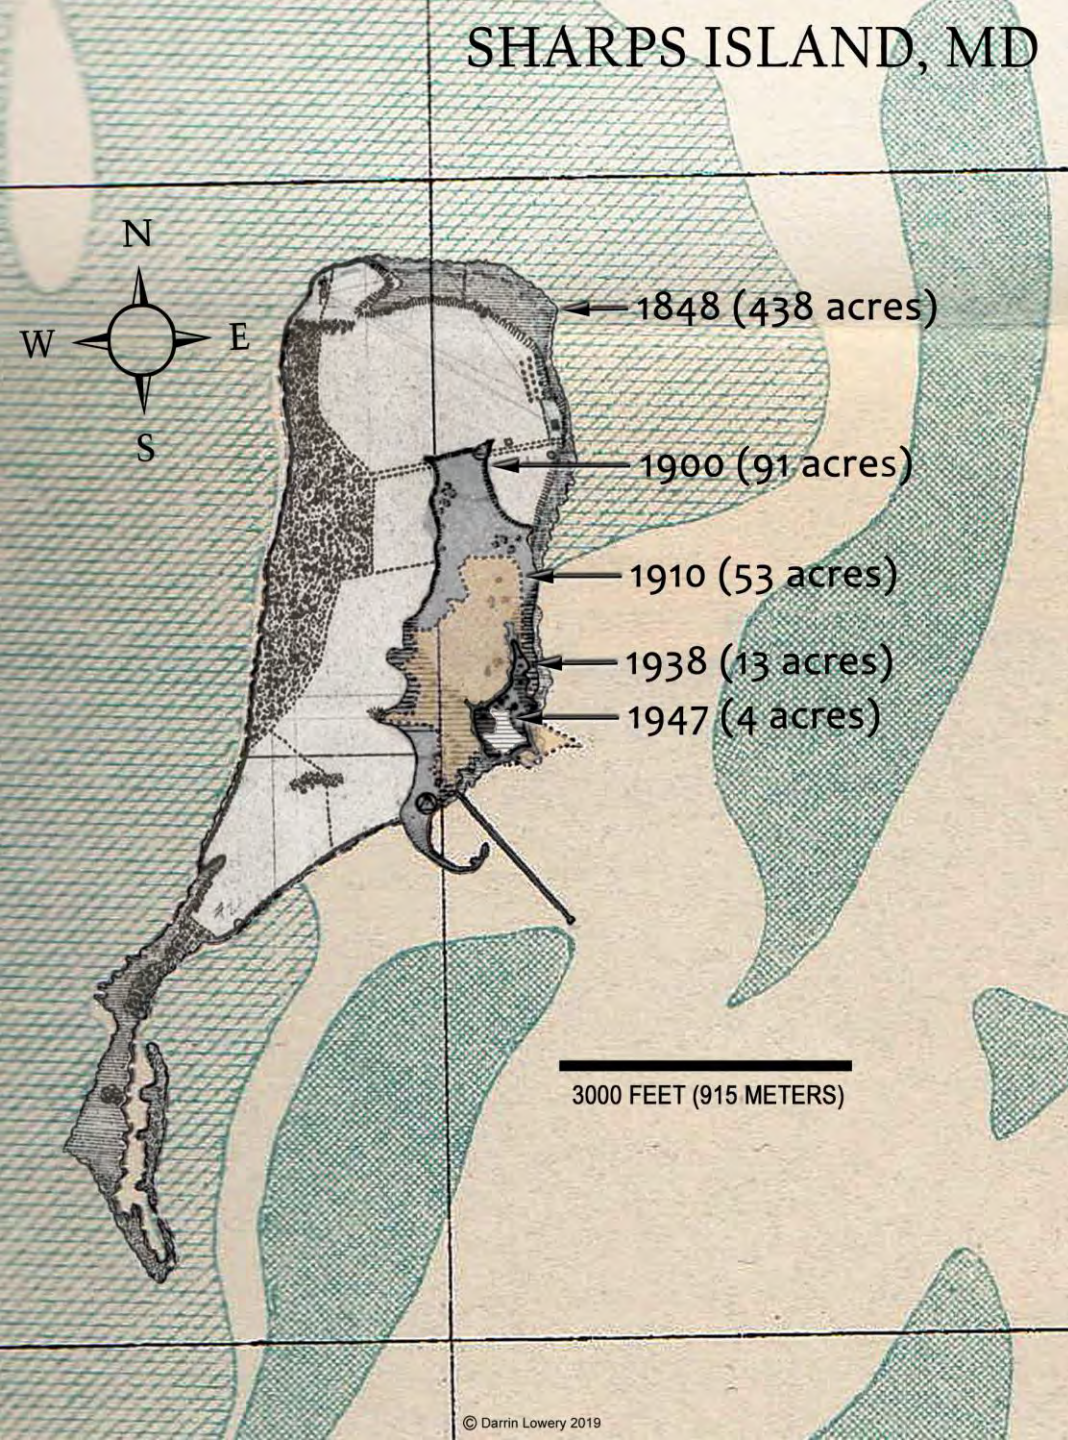 SHARPS ISLAND, MD
N
W
E
S
1848 (438 acres)
1900 (91 acres)
1910 (53 acres)
1938 (13 acres)
1947 (4 acres)
3000 FEET (915 METERS)
© Darrin Lowery 2019